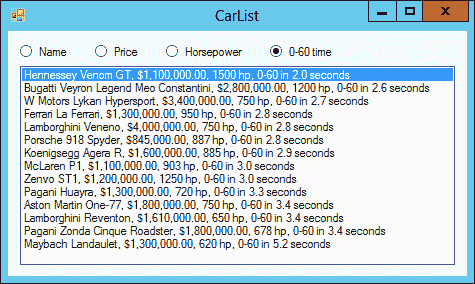 CarList
Name Price Horsepower 0-60 time
Hennessey Venom GT, $1,100,000.00, 1500 hp, 0-60 in 2.0 seconds
Bugatti Veyron Legend Meo Constantini, $2,800,000.00, 1200 hp, 0-60 in 2.6 seconds
W Motors Lykan Hypersport, $3,400,000.00, 750 hp, 0-60 in 2.7 seconds
Ferrari La Ferrari, $1,300,000.00, 950 hp, 0-60 in 2.8 seconds
Lamborghini Veneno, $4,000,000.00, 750 hp, 0-60 in 2.8 seconds
Porsche 918 Spyder, $845,000.00, 887 hp, 0-60 in 2.8 seconds
Koenigsegg Agera R, $1,600,000.00, 885 hp, 0-60 in 2.9 seconds
McLaren P1, $1,100,000.00, 903 hp, 0-60 in 3.0 seconds
Zenvo ST1, $1,200,000.00, 1250 hp, 0-60 in 3.0 seconds
Pagani Huayra, $1,300,000.00, 720 hp, 0-60 in 3.3 seconds
Aston Martin One-77, $1,800,000.00, 750 hp, 0-60 in 3.4 seconds
Lamborghini Reventon, $1,610,000.00, 650 hp, 0-60 in 3.4 seconds
Pagani Zonda Cinque Roadster, $1,800,000.00, 678 hp, 0-60 in 3.4 seconds
Maybach Landaulet, $1,300,000.00, 620 hp, 0-60 in 5.2 seconds